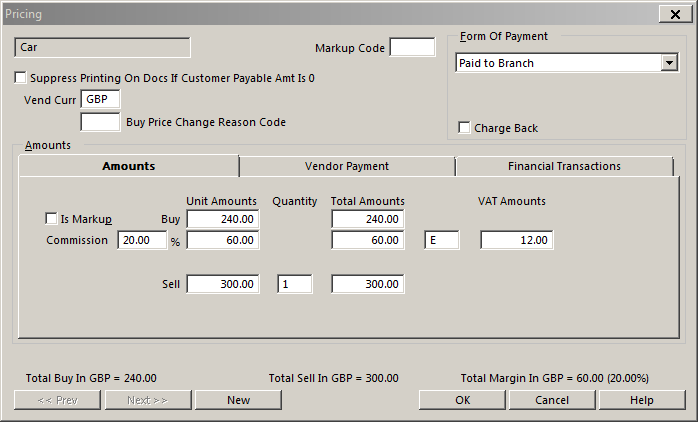 Pricing
Car
Markup Code
Form Of Payment
Paid to Branch
Suppress Printing On Docs If Customer Payable Amt Is 0
Vend Curr GBP
Buy Price Change Reason Code
Charge Back
Amounts
Amounts Vendor Payment Financial Transactions
Unit Amounts Quantity Total Amounts VAT Amounts
Is Markup Buy 240.00 240.00
Commission 20.00 % 60.00 60.00 E 12.00
Sell 300.00 1 300.00
Total Buy In GBP = 240.00 Total Sell In GBP = 300.00 Total Margin In GBP = 60.00 (20.00%)
<< Prev Next >> New OK Cancel Help